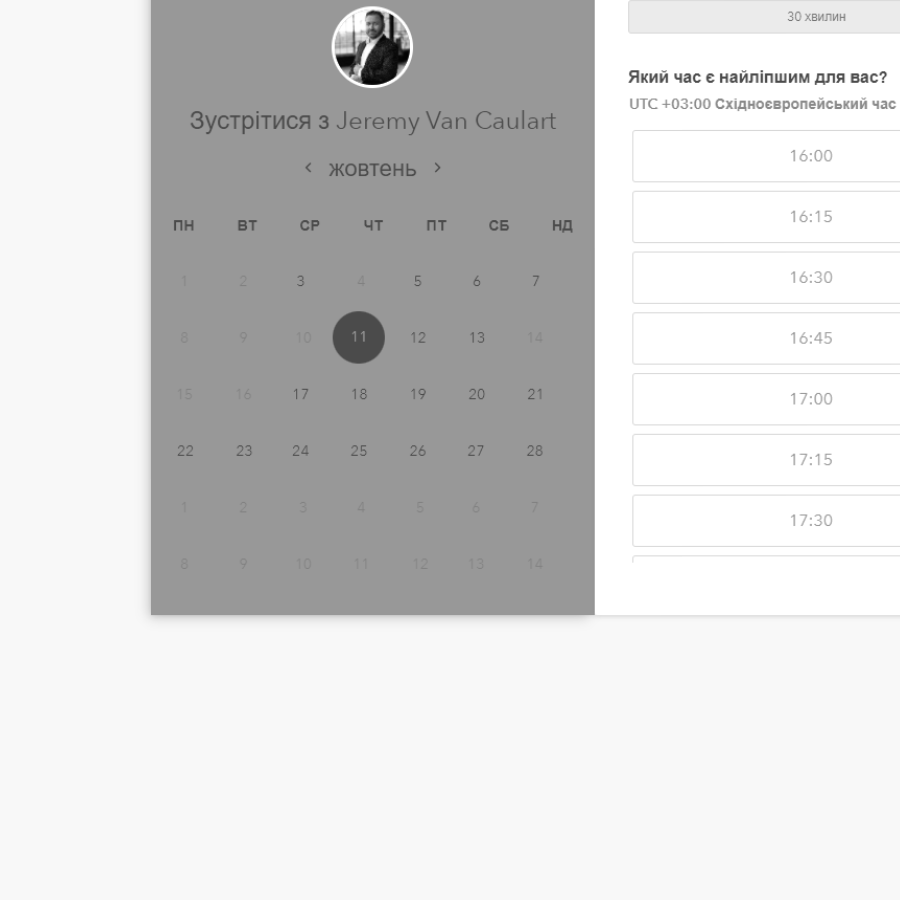 Зустрітися з Jeremy Van Caulart
жовтень
ПН ВТ СР ЧТ ПТ СБ НД
1 2 3 4 5 6 7
8 9 10 11 12 13 14
15 16 17 18 19 20 21
22 23 24 25 26 27 28
1 2 3 4 5 6 7
8 9 10 11 12 13 14
30 хвилин
Який час є найліпшим для вас?
UTC +03:00 Східноєвропейський час
16:00
16:15
16:30
16:45
17:00
17:15
17:30